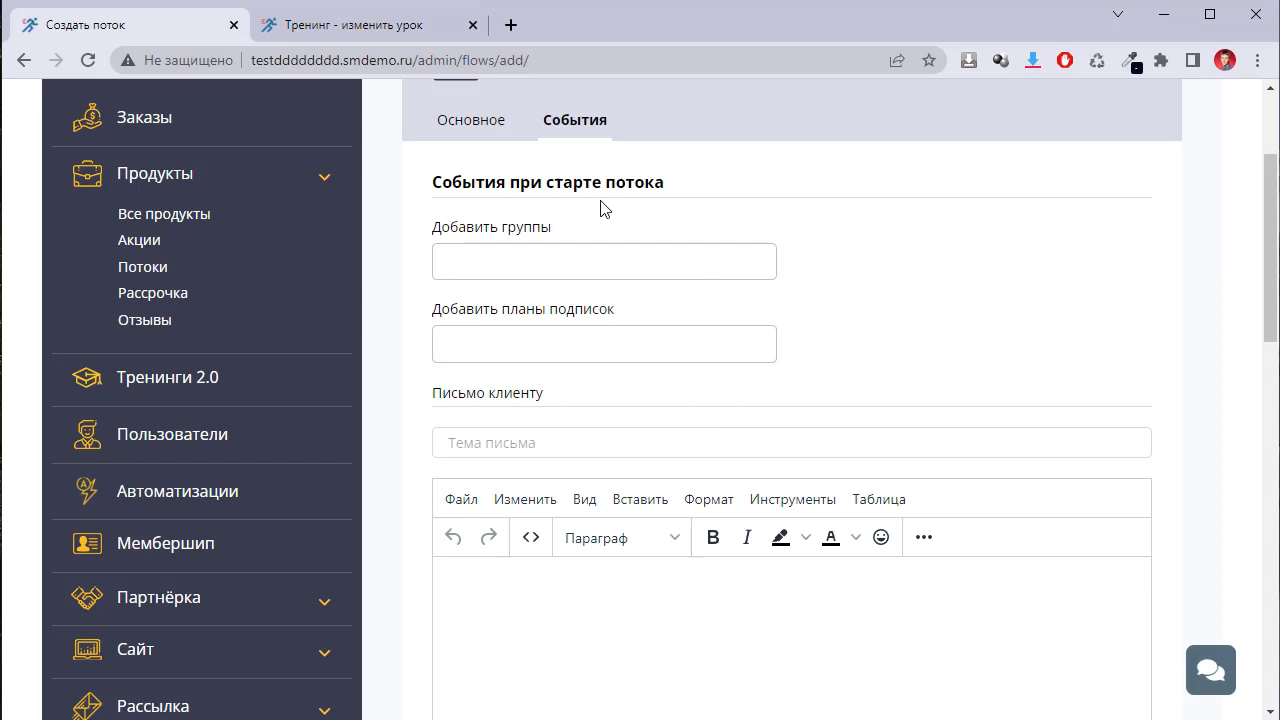 Создать поток
Тренинг - изменить урок
Не защищено
testddddddddd.smdemo.ru/admin/flows/add/
Заказы
Продукты
Все продукты
Акции
Потоки
Рассрочка
Отзывы
Тренинги 2.0
Пользователи
Автоматизации
Мембершип
Партнёрка
Сайт
Рассылка
Основное
События
События при старте потока
Добавить группы
Добавить планы подписок
Письмо клиенту
Тема письма
Файл Изменить Вид Вставить Формат Инструменты Таблица
Параграф B I A